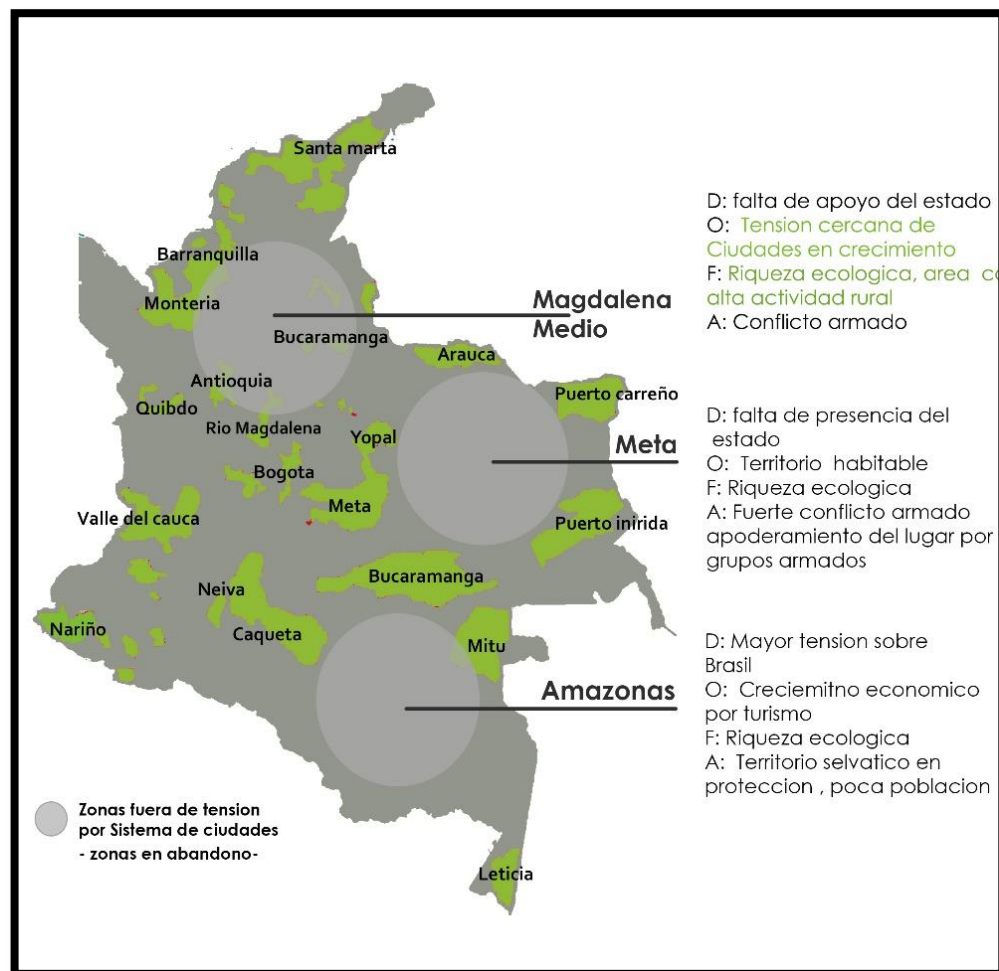 Santa marta
Barranquilla
Monteria
Magdalena
Medio
Bucaramanga
Arauca
Antioquia
Quibdo
Puerto carreño
Rio Magdalena
Yopal
Meta
Bogota
Meta
Valle del cauca
Puerto inirida
Bucaramanga
Neiva
Nariño
Caqueta
Mitu
Amazonas
Leticia
Zonas fuera de tension
por Sistema de ciudades
- zonas en abandono-
D: falta de apoyo del estado
O: Tension cercana de
Ciudades en crecimiento
F: Riqueza ecologica, area
alta actividad rural
A: Conflicto armado
D: falta de presencia del
estado
O: Territorio habitable
F: Riqueza ecologica
A: Fuerte conflicto armado
apoderamiento del lugar por
grupos armados
D: Mayor tension sobre
Brasil
O: Creciemitno economico
por turismo
F: Riqueza ecologica
A: Territorio selvatico en
proteccion , poca poblacion